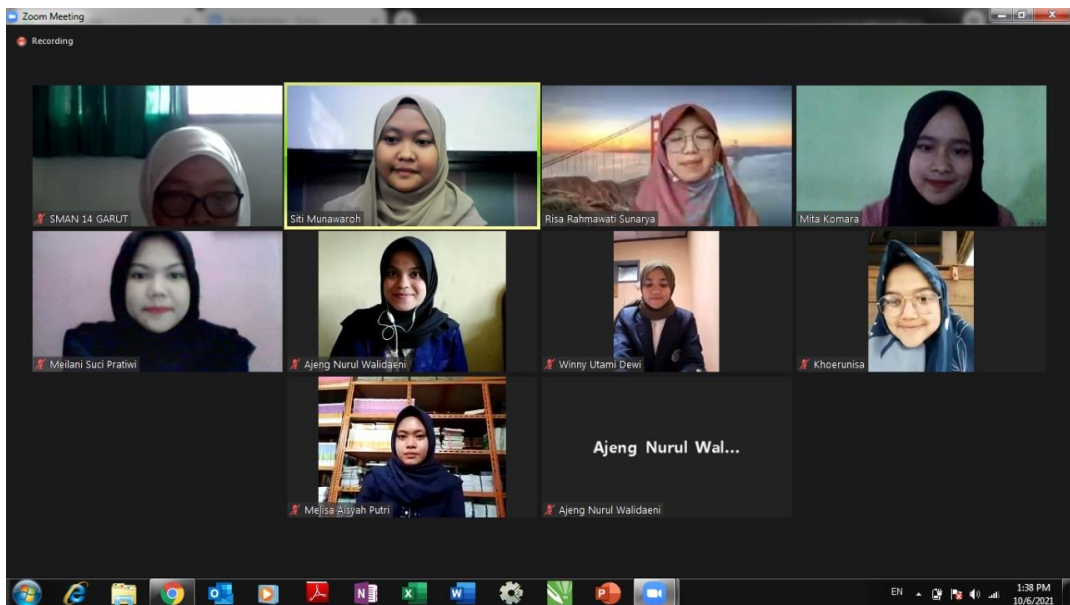 Zoom Meeting
Recording
SMAN 14 GARUT
Siti Munawaroh
Risa Rahmawati Sunarya
Mita Komara
Meilani Suci Pratiwi
Ajeng Nurul Walidaeni
Winny Utami Dewi
Khoerunisa
Ajeng Nurul Wal...
Melisa Aisyah Putri
Ajeng Nurul Walidaeni
EN
1:38 PM
10/6/2021